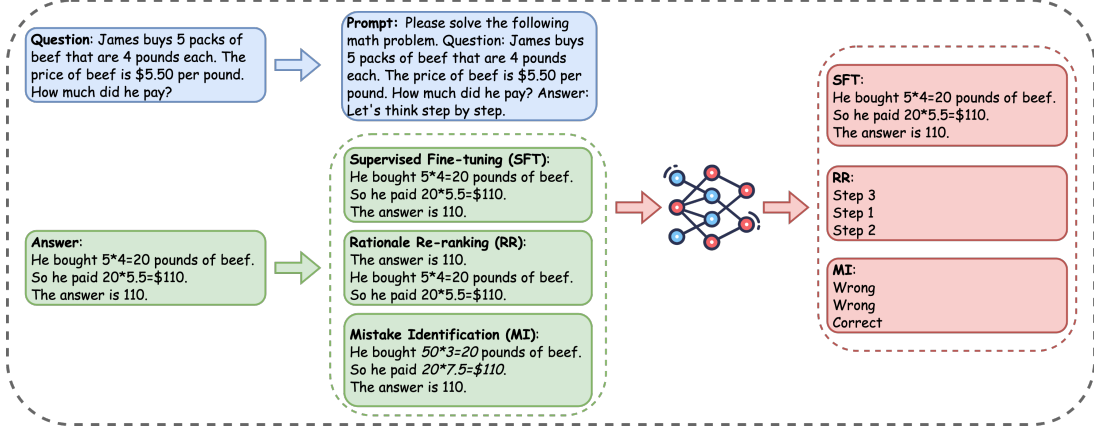 Question: James buys 5 packs of
beef that are 4 pounds each. The
price of beef is $5.50 per pound.
How much did he pay?
Prompt: Please solve the following
math problem. Question: James buys
5 packs of beef that are 4 pounds
each. The price of beef is $5.50 per
pound. How much did he pay? Answer:
Let's think step by step.
Answer:
He bought 5*4=20 pounds of beef.
So he paid 20*5.5=$110.
The answer is 110.
Supervised Fine-tuning (SFT):
He bought 5*4=20 pounds of beef.
So he paid 20*5.5=$110.
The answer is 110.
Rationale Re-ranking (RR):
The answer is 110.
He bought 5*4=20 pounds of beef.
So he paid 20*5.5=$110.
Mistake Identification (MI):
He bought 50*3=20 pounds of beef.
So he paid 20*7.5=$110.
The answer is 110.
SFT:
He bought 5*4=20 pounds of beef.
So he paid 20*5.5=$110.
The answer is 110.
RR:
Step 3
Step 1
Step 2
MI:
Wrong
Wrong
Correct